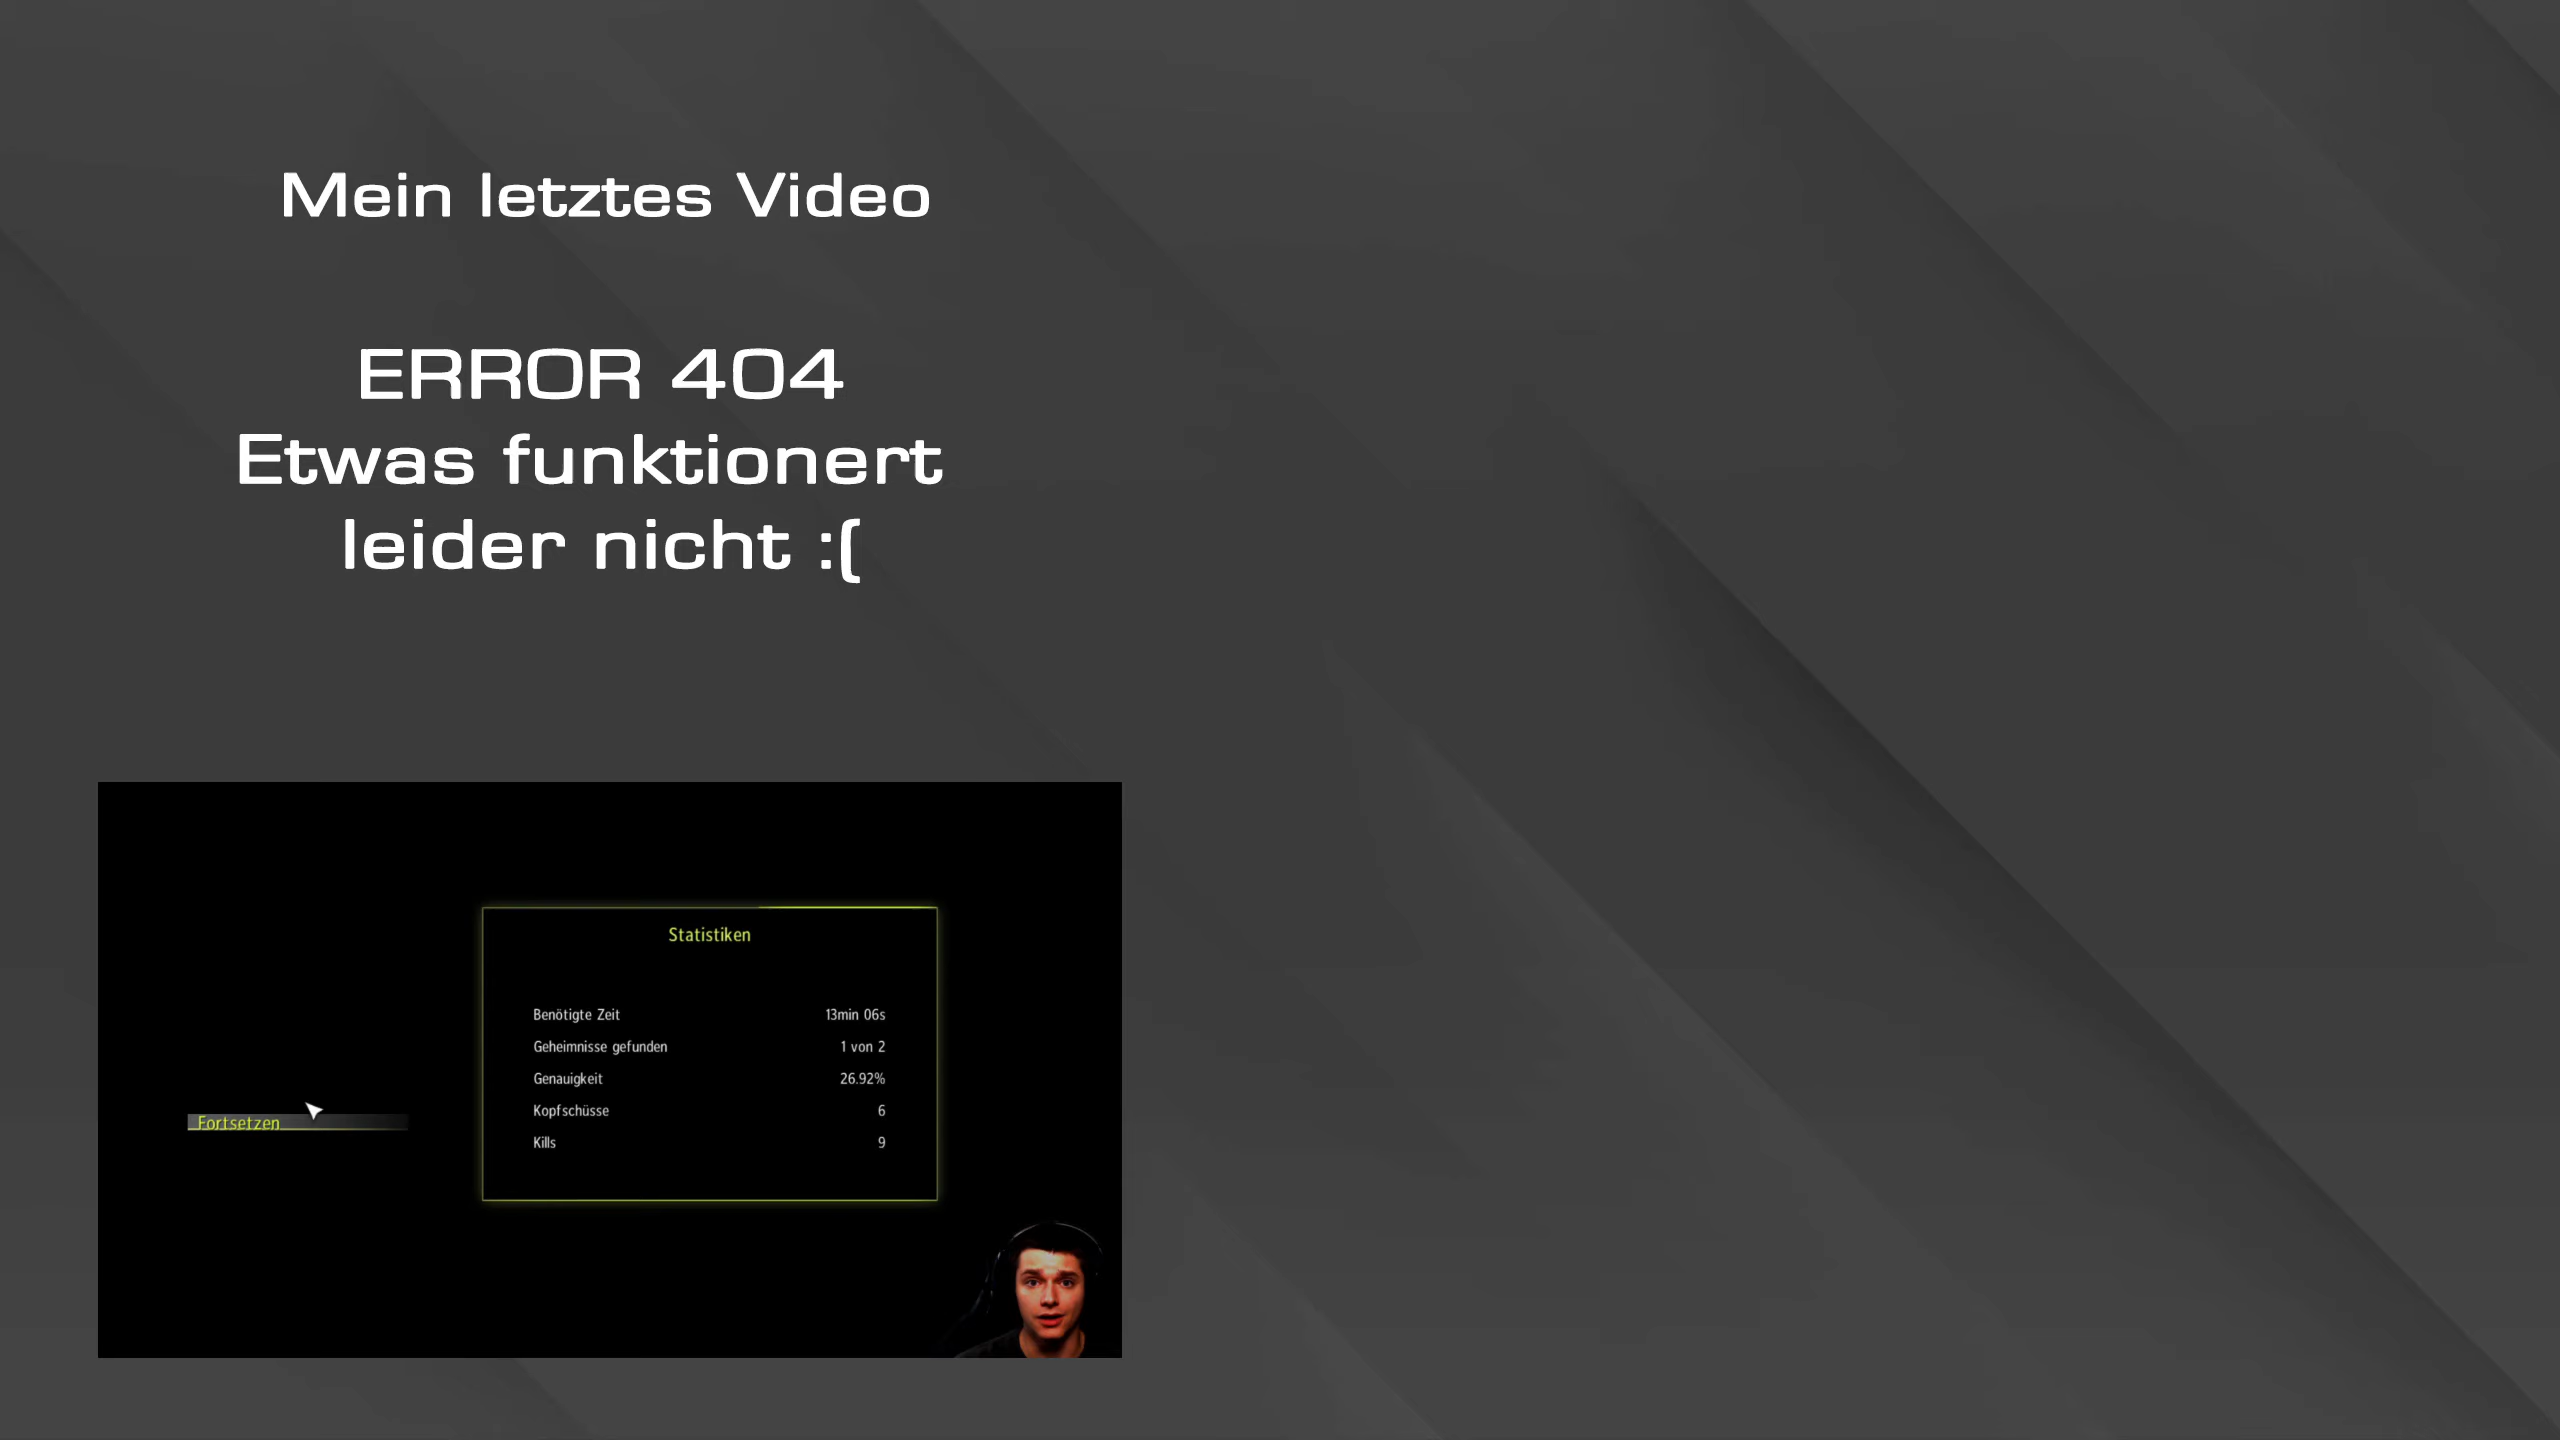 Mein letztes Video
ERROR 404
Etwas funktionert
leider nicht :(
Statistiken
Benötigte Zeit 13min 06s
Geheimnisse gefunden 1 von 2
Genauigkeit 26.92%
Kopfschüsse 6
Kills 9
Fortsetzen